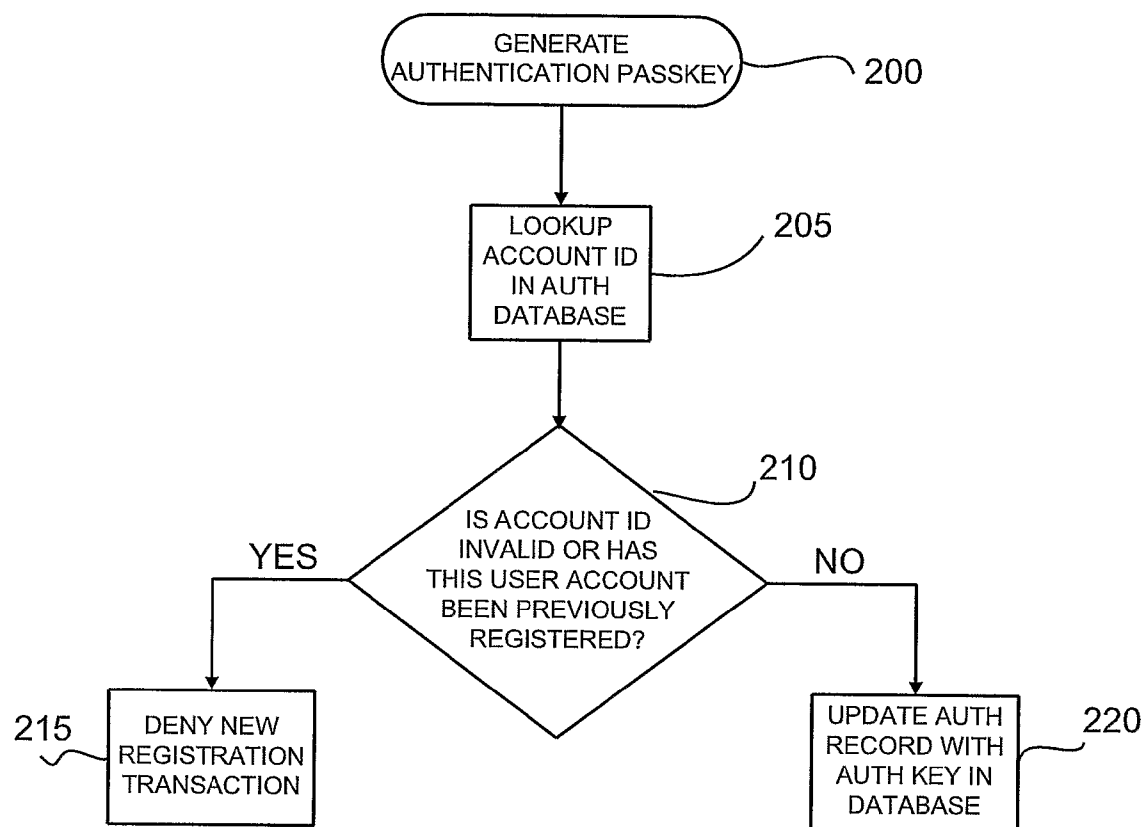 GENERATE
AUTHENTICATION PASSKEY
200
LOOKUP
ACCOUNT ID
IN AUTH
DATABASE
205
210
IS ACCOUNT ID
INVALID OR HAS
THIS USER ACCOUNT
BEEN PREVIOUSLY
REGISTERED?
YES
NO
215
DENY NEW
REGISTRATION
TRANSACTION
UPDATE AUTH
RECORD WITH
AUTH KEY IN
DATABASE
220